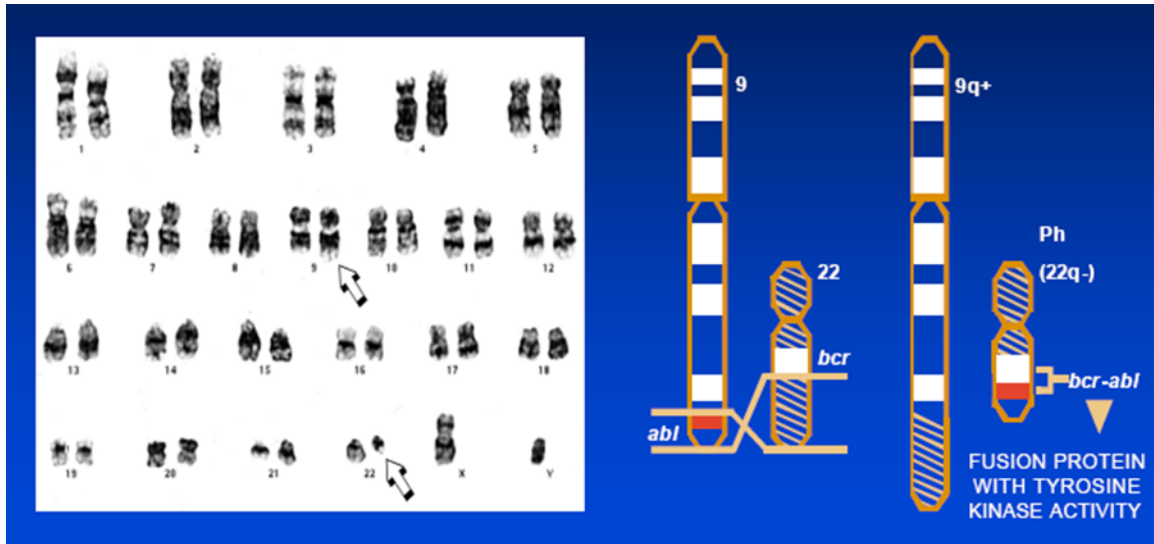 1 2 3 4 5
6 7 8 9 10 11 12
13 14 15 16 17 18
19 20 21 22 X Y
9
22
bcr
abl
9q+
Ph
(22q-)
bcr-abl
FUSION PROTEIN
WITH TYROSINE
KINASE ACTIVITY